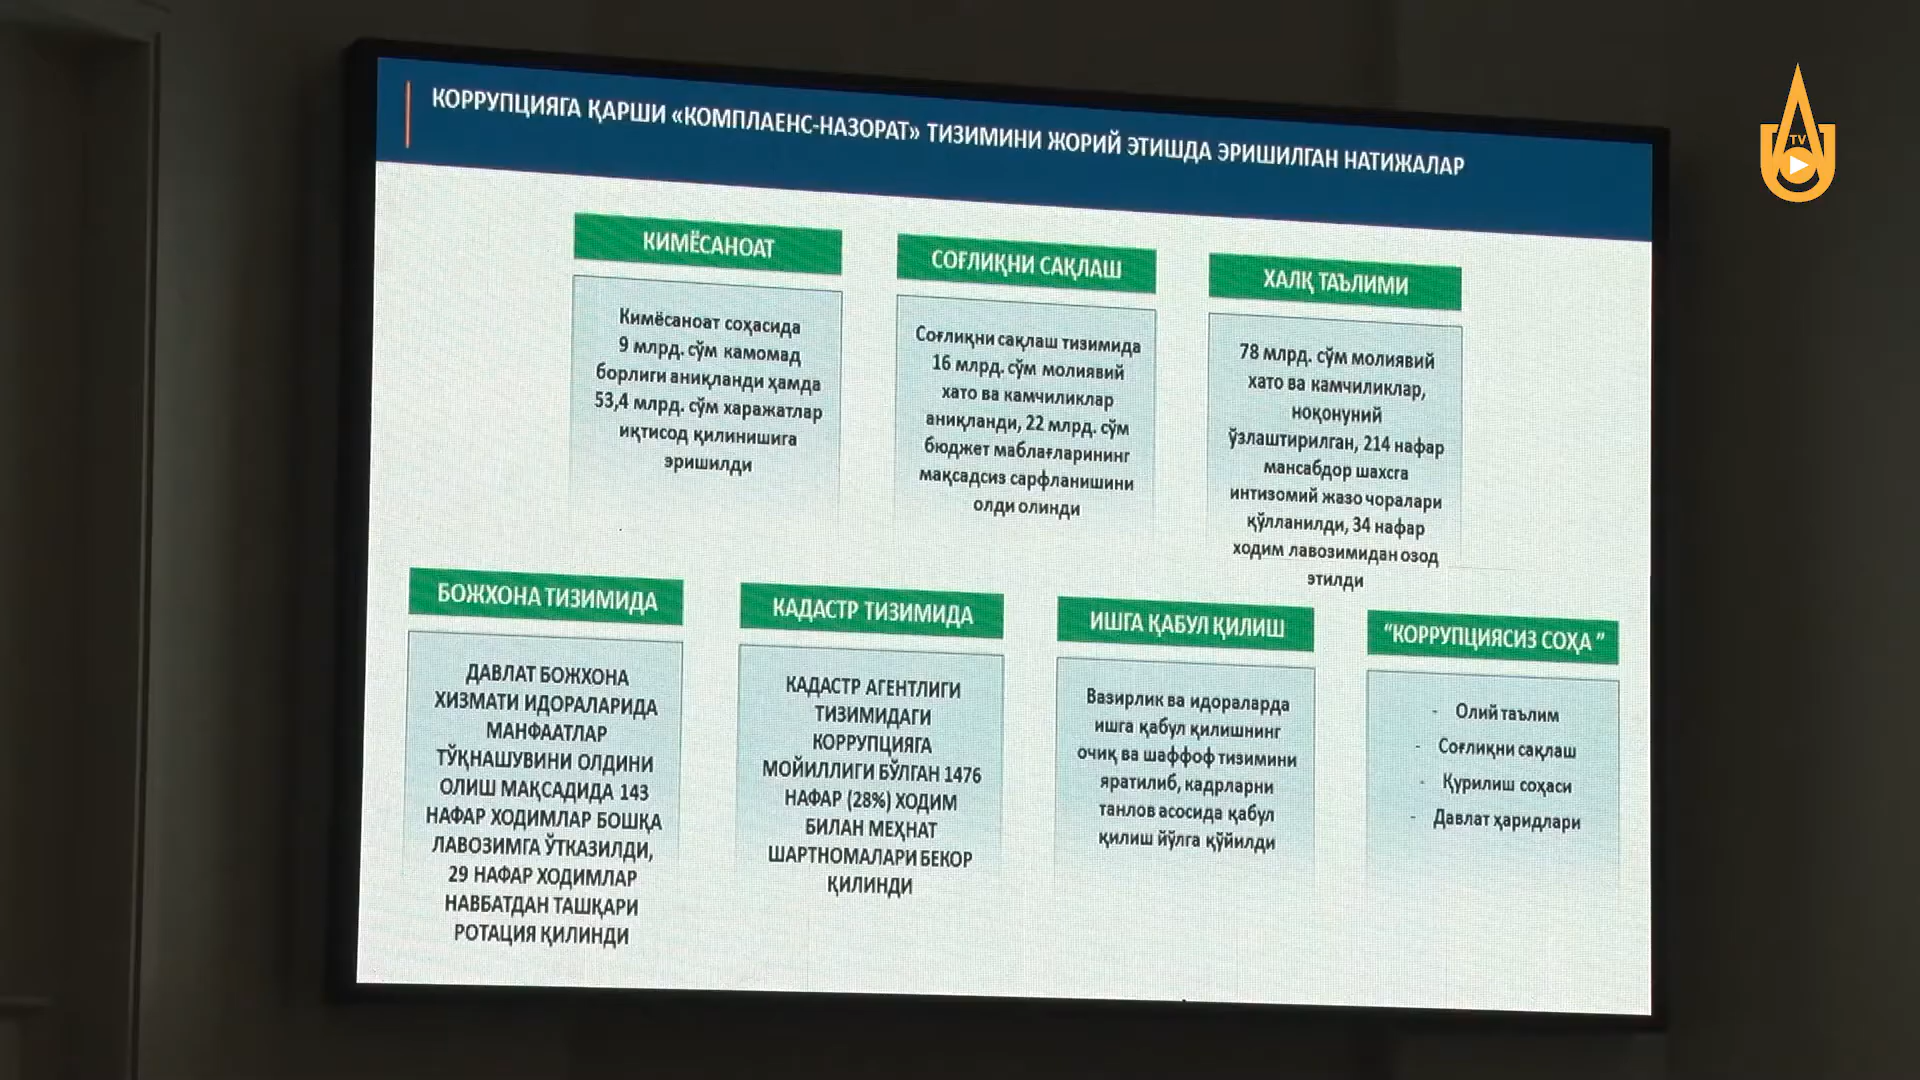 КОРРУПЦИЯГА ҚАРШИ «КОМПЛАЕНС-НАЗОРАТ» ТИЗИМИНИ ЖОРИЙ ЭТИШДА ЭРИШИЛГАН НАТИЖАЛАР
TV
КИМЁСАНОАТ
Кимёсаноат соҳасида
9 млрд. сўм камомад
борлиги аниқланди ҳамда
53,4 млрд. сўм харажатлар
иқтисод қилинишига
эришилди
СОҒЛИҚНИ САҚЛАШ
Соғлиқни сақлаш тизимида
16 млрд. сўм молиявий
хато ва камчиликлар
аниқланди, 22 млрд. сўм
бюджет маблағларининг
мақсадсиз сарфланишини
олди олинди
ХАЛҚ ТАЪЛИМИ
78 млрд. сўм молиявий
хато ва камчиликлар,
ноқонуний
ўзлаштирилган, 214 нафар
мансабдор шахсга
интизомий жазо чоралари
қўлланилди, 34 нафар
ходим лавозимидан озод
этилди
БОЖХОНА ТИЗИМИДА
ДАВЛАТ БОЖХОНА
ХИЗМАТИ ИДОРАЛАРИДА
МАНФААТЛАР
ТЎҚНАШУВИНИ ОЛДИНИ
ОЛИШ МАҚСАДИДА 143
НАФАР ХОДИМЛАР БОШҚА
ЛАВОЗИМГА ЎТКАЗИЛДИ,
29 НАФАР ХОДИМЛАР
НАВБАТДАН ТАШҚАРИ
РОТАЦИЯ ҚИЛИНДИ
КАДАСТР ТИЗИМИДА
КАДАСТР АГЕНТЛИГИ
ТИЗИМИДАГИ
КОРРУПЦИЯГА
МОЙИЛЛИГИ БЎЛГАН 1476
НАФАР (28%) ХОДИМ
БИЛАН МЕҲНАТ
ШАРТНОМАЛАРИ БЕКОР
ҚИЛИНДИ
ИШГА ҚАБУЛ ҚИЛИШ
Вазирлик ва идораларда
ишга қабул қилишнинг
очиқ ва шаффоф тизимини
яратилиб, кадрларни
танлов асосида қабул
қилиш йўлга қўйилди
“КОРРУПЦИЯСИЗ СОҲА ”
- Олий таълим
- Соғлиқни сақлаш
- Қурилиш соҳаси
- Давлат ҳаридлари